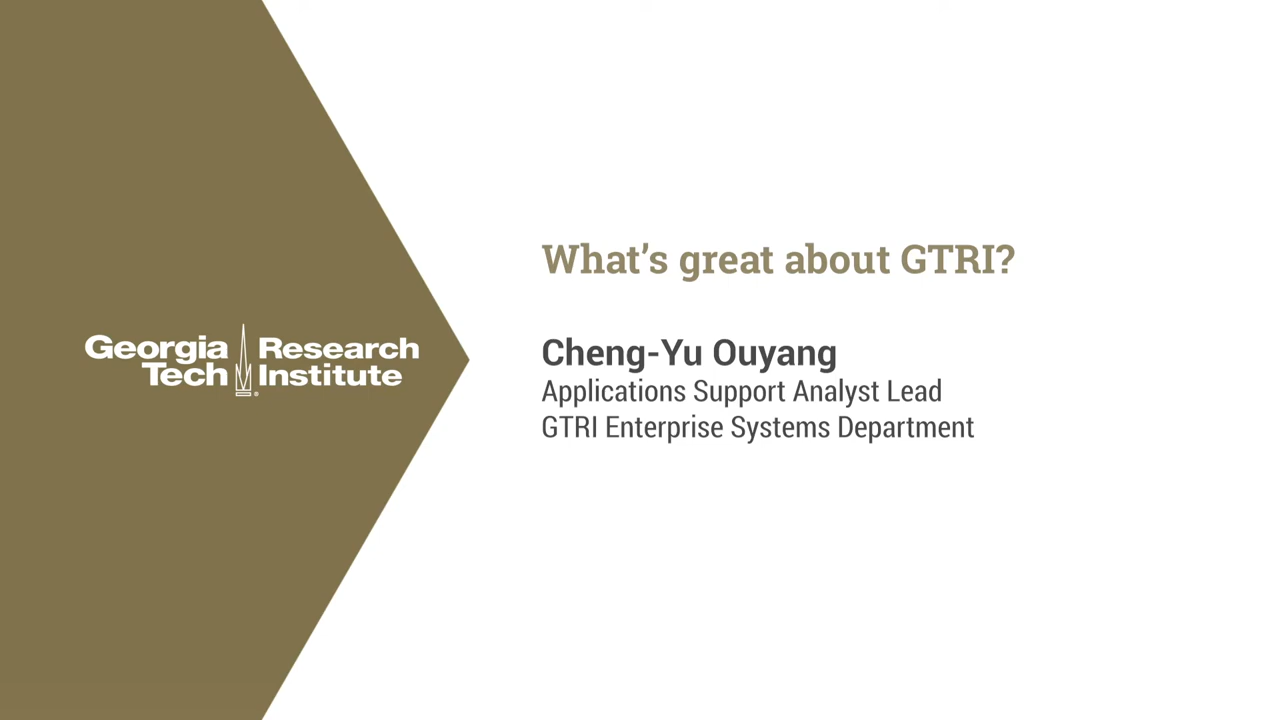 Georgia Tech
Research Institute
What's great about GTRI?
Cheng-Yu Ouyang
Applications Support Analyst Lead
GTRI Enterprise Systems Department